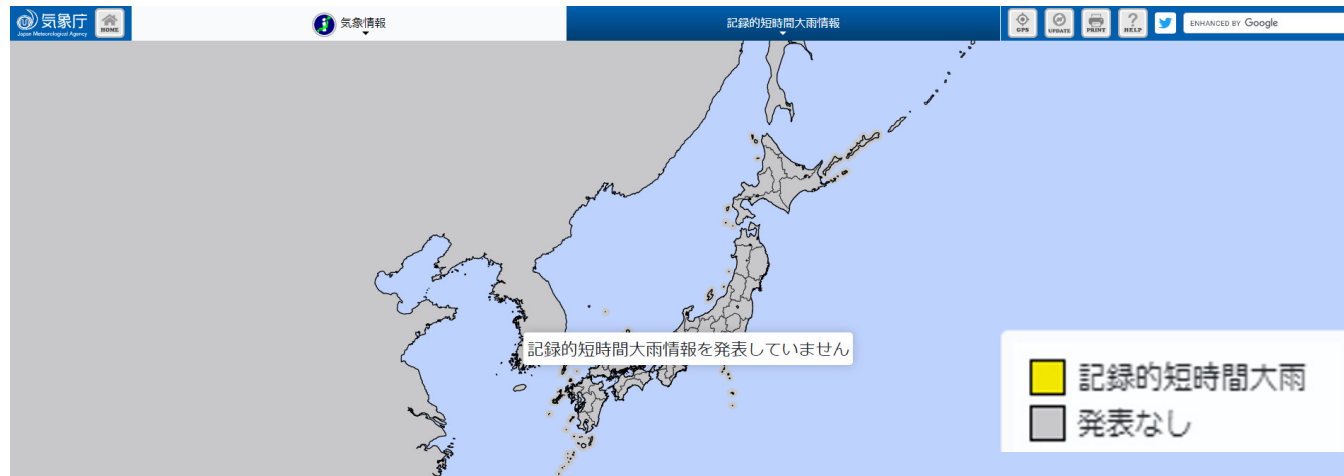 気象庁
Japan Meteorological Agency
HOME
気象情報
記録的短時間大雨情報
GPS
UPDATE
PRINT
HELP
ENHANCED BY Google
記録的短時間大雨情報を発表していません
記録的短時間大雨
発表なし